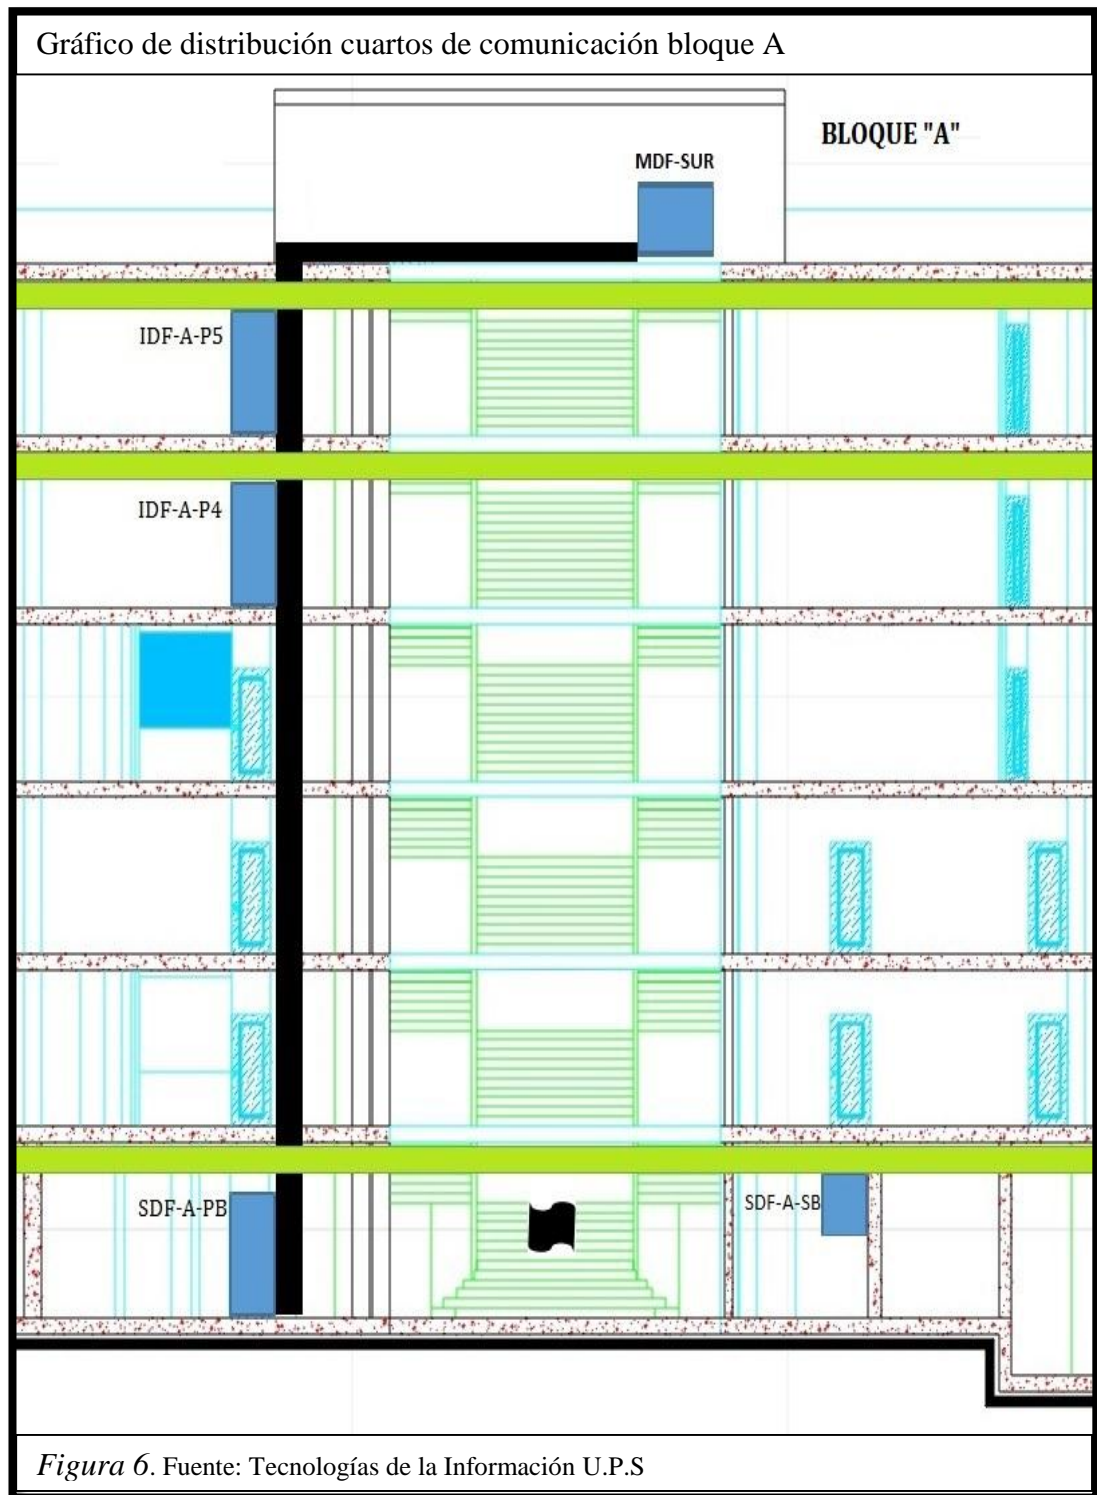 Gráfico de distribución cuartos de comunicación bloque A
BLOQUE "A"
MDF-SUR
IDF-A-P5
IDF-A-P4
SDF-A-PB
SDF-A-SB
Figura 6. Fuente: Tecnologías de la Información U.P.S